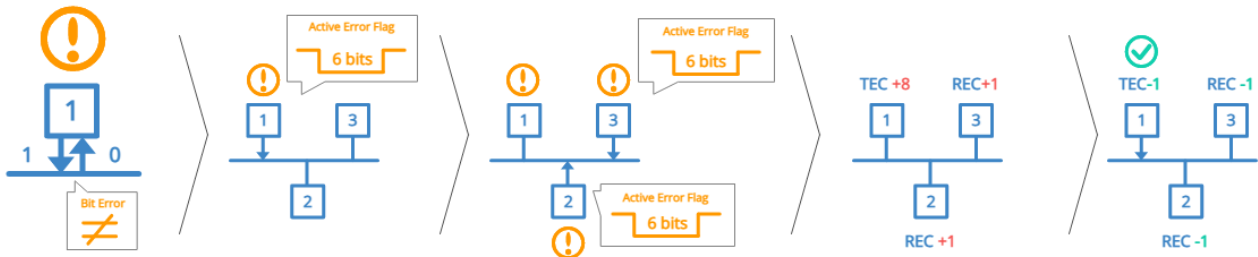 1
1 0
Bit Error
Active Error Flag
6 bits
1 3
2
Active Error Flag
6 bits
1 3
2
Active Error Flag
6 bits
TEC +8 REC+1
1 3
2
REC +1
TEC-1 REC -1
1 3
2
REC -1